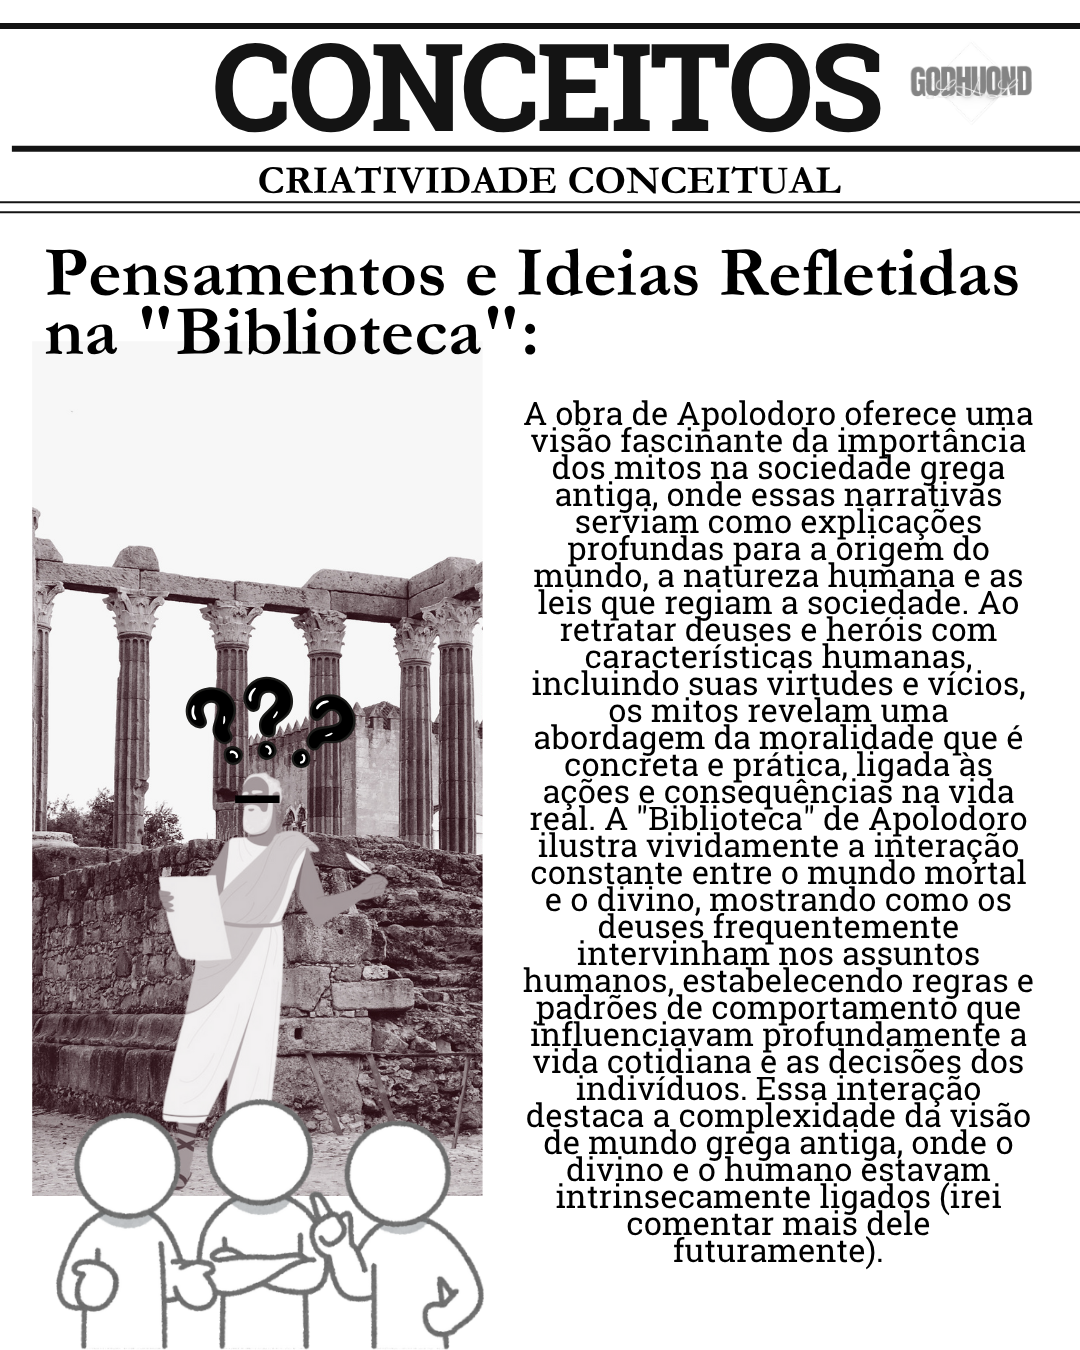 CONCEITOS
GODHUOND
CRIATIVIDADE CONCEITUAL
Pensamentos e Ideias Refletidas
na "Biblioteca":
A obra de Apolodoro oferece uma
visão fascinante da importância
dos mitos na sociedade grega
antiga, onde essas narrativas
serviam como explicações
profundas para a origem do
mundo, a natureza humana e as
leis que regiam a sociedade. Ao
retratar deuses e heróis com
características humanas,
incluindo suas virtudes e vícios,
os mitos revelam uma
abordagem da moralidade que é
concreta e prática, ligada às
ações e consequências na vida
real. A "Biblioteca" de Apolodoro
ilustra vividamente a interação
constante entre o mundo mortal
e o divino, mostrando como os
deuses frequentemente
intervinham nos assuntos
humanos, estabelecendo regras e
padrões de comportamento que
influenciavam profundamente a
vida cotidiana e as decisões dos
indivíduos. Essa interação
destaca a complexidade da visão
de mundo grega antiga, onde o
divino e o humano estavam
intrinsecamente ligados (irei
comentar mais dele
futuramente).
???